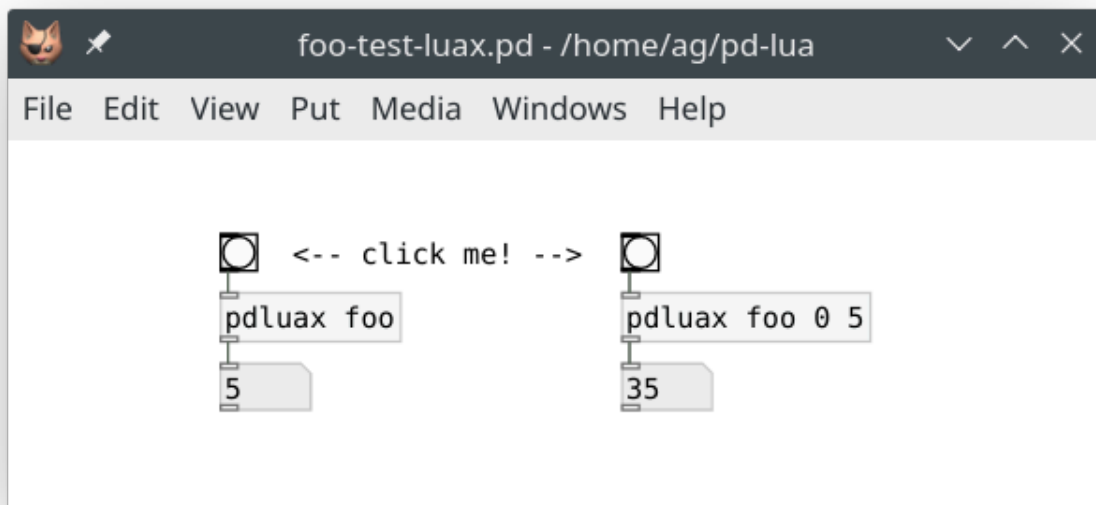 foo-test-luax.pd - /home/ag/pd-lua
File Edit View Put Media Windows Help
<-- click me! -->
pdluax foo
pdluax foo 0 5
5
35